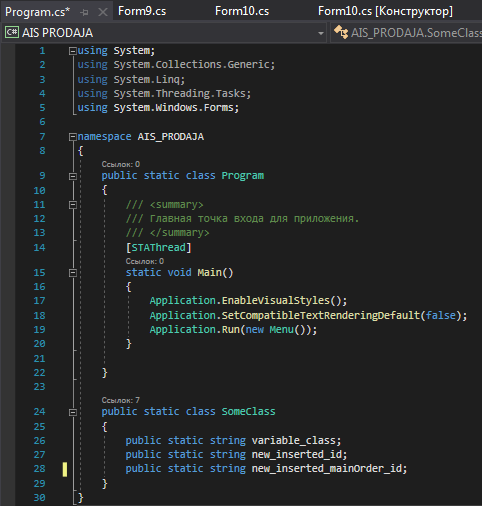 Program.cs* Form9.cs Form10.cs Form10.cs [Конструктор]
C# AIS PRODAJA AIS_PRODAJA.SomeClass
1 using System;
2 using System.Collections.Generic;
3 using System.Linq;
4 using System.Threading.Tasks;
5 using System.Windows.Forms;
6
7 namespace AIS_PRODAJA
8 {
Ссылок: 0
9 public static class Program
10 {
11 /// <summary>
12 /// Главная точка входа для приложения.
13 /// </summary>
14 [STAThread]
Ссылок: 0
15 static void Main()
16 {
17 Application.EnableVisualStyles();
18 Application.SetCompatibleTextRenderingDefault(false);
19 Application.Run(new Menu());
20 }
21
22 }
23
Ссылок: 7
24 public static class SomeClass
25 {
26 public static string variable_class;
27 public static string new_inserted_id;
28 public static string new_inserted_mainOrder_id;
29 }
30 }